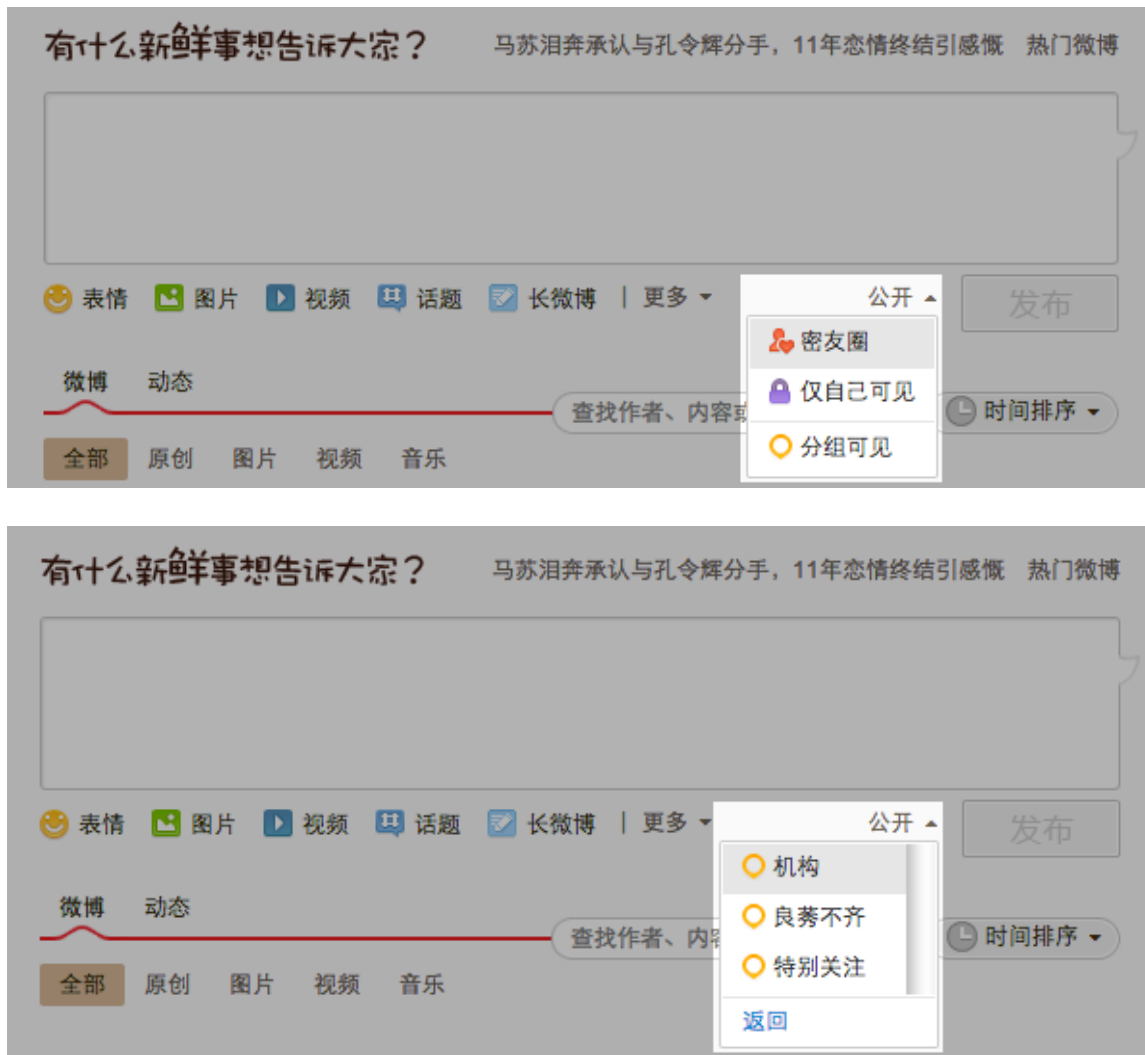 有什么新鲜事想告诉大家？ 马苏泪奔承认与孔令辉分手，11年恋情终结引感慨 热门微博
表情 图片 视频 话题 长微博 | 更多 公开 发布
密友圈
微博 动态
仅自己可见
查找作者、内容或 时间排序
全部 原创 图片 视频 音乐 分组可见
有什么新鲜事想告诉大家？ 马苏泪奔承认与孔令辉分手，11年恋情终结引感慨 热门微博
表情 图片 视频 话题 长微博 | 更多 公开 发布
机构
微博 动态
良莠不齐
查找作者、内容 时间排序
特别关注
全部 原创 图片 视频 音乐
返回